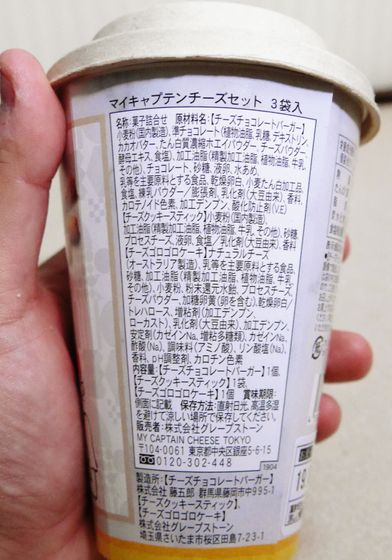 マイキャプテンチーズセット 3袋入
名称:菓子詰合せ 原材料名:【チーズチョコレートバーガー】
小麦粉(国内製造)、準チョコレート(植物油脂、乳糖、デキストリン、
カカオバター、たん白質濃縮ホエイパウダー、チーズパウダー、
酵母エキス、食塩)、加工油脂(精製加工油脂、植物油脂、牛乳、
その他)、チョコレート、砂糖、液卵、水あめ、
乳等を主要原料とする食品、乾燥卵白、小麦たん白加工品、
食塩、練乳パウダー/膨張剤、乳化剤(大豆由来)、香料、
カロテノイド色素、加工デンプン、酸化防止剤(V.E)
【チーズクッキースティック】小麦粉(国内製造)、
加工油脂(精製加工油脂、植物油脂、牛乳、その他)、砂糖、
プロセスチーズ、液卵、食塩/乳化剤(大豆由来)、香料
【チーズゴロゴロケーキ】ナチュラルチーズ
(オーストラリア製造)、乳等を主要原料とする食品、
砂糖、加工油脂(精製加工油脂、植物油脂、牛乳、
その他)、小麦粉、粉末還元水飴、プロセスチーズ、
チーズパウダー、加糖卵黄(卵を含む)、乾燥卵白/
トレハロース、増粘剤(加工デンプン、
ローカスト)、乳化剤(大豆由来)、加工デンプン、
安定剤(カゼインNa、増粘多糖類)、カゼインNa、
酢酸(Na)、調味料(アミノ酸)、リン酸塩(Na)、
香料、pH調整剤、カロチン色素
内容量:【チーズチョコレートバーガー】1個、
【チーズクッキースティック】1袋、
【チーズゴロゴロケーキ】1個 賞味期限:
側面に記載 保存方法:直射日光、高温多湿
を避けて涼しい場所で保存してください。
販売者:株式会社グレープストーン
MY CAPTAIN CHEESE TOKYO
〒104-0061 東京都中央区銀座5-6-15
0120-302-448
1904
製造所:【チーズチョコレートバーガー】
株式会社 藤五郎 群馬県藤岡市中995-1
【チーズクッキースティック】
【チーズゴロゴロケーキ】
株式会社グレープストーン
埼玉県さいたま市桜区田島7-23-1